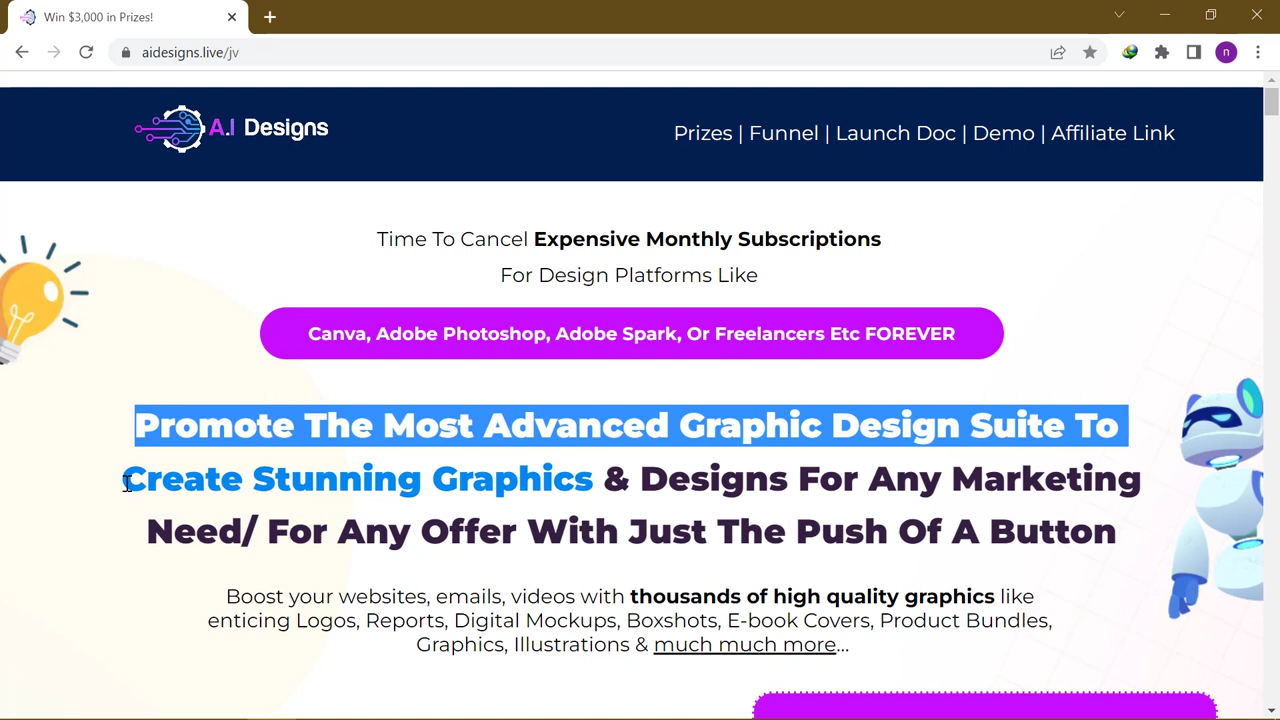 Win $3,000 in Prizes!
aidesigns.live/jv
n
A.I Designs
Prizes | Funnel | Launch Doc | Demo | Affiliate Link
Time To Cancel Expensive Monthly Subscriptions
For Design Platforms Like
Canva, Adobe Photoshop, Adobe Spark, Or Freelancers Etc FOREVER
Promote The Most Advanced Graphic Design Suite To
Create Stunning Graphics & Designs For Any Marketing
Need/ For Any Offer With Just The Push Of A Button
Boost your websites, emails, videos with thousands of high quality graphics like
enticing Logos, Reports, Digital Mockups, Boxshots, E-book Covers, Product Bundles,
Graphics, Illustrations & much much more...